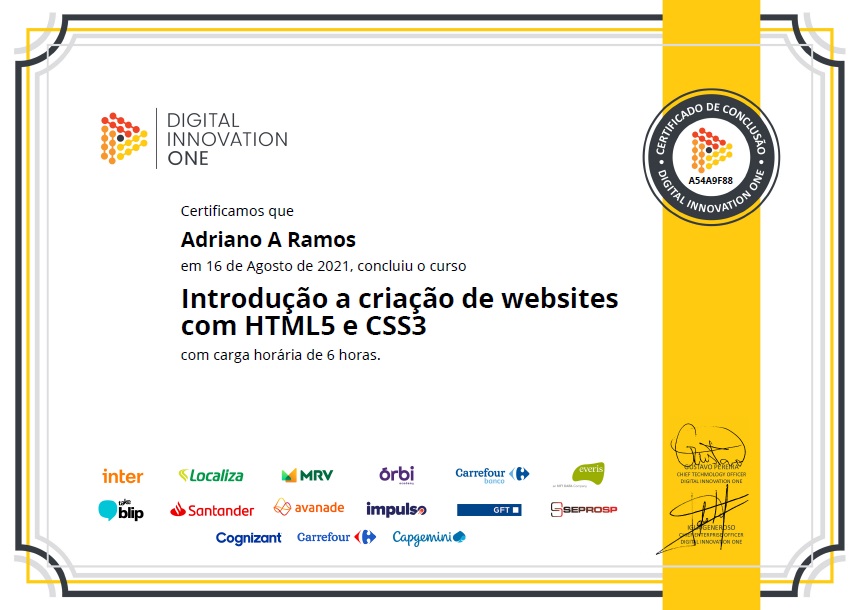 DIGITAL
INNOVATION
ONE
CERTIFICADO DE CONCLUSÃO
A54A9F88
DIGITAL INNOVATION ONE
Certificamos que
Adriano A Ramos
em 16 de Agosto de 2021, concluiu o curso
Introdução a criação de websites
com HTML5 e CSS3
com carga horária de 6 horas.
inter
Localiza
MRV
órbi
Carrefour
banco
everis
take
blip
Santander
avanade
impulso
GFT
SEPROSP
Cognizant
Carrefour
Capgemini
GUSTAVO PEREIRA
CHIEF TECHNOLOGY OFFICER
DIGITAL INNOVATION ONE
GENEROSO
CHIEF ENTERPRISE OFFICER
DIGITAL INNOVATION ONE